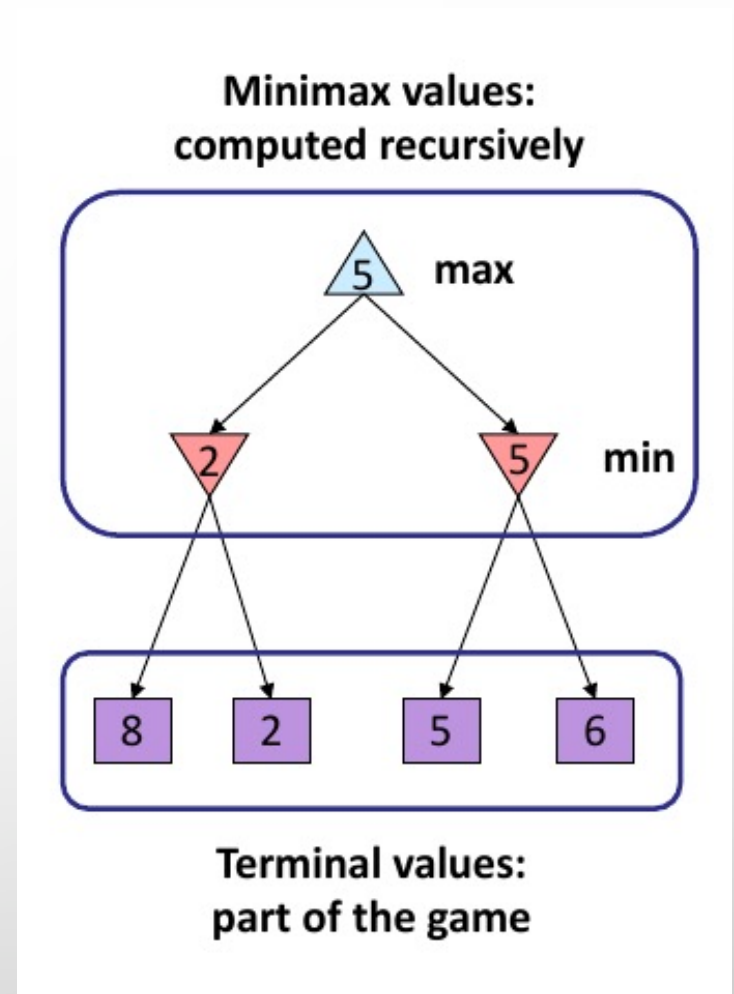 Minimax values:
computed recursively
5 max
2 5 min
8 2 5 6
Terminal values:
part of the game